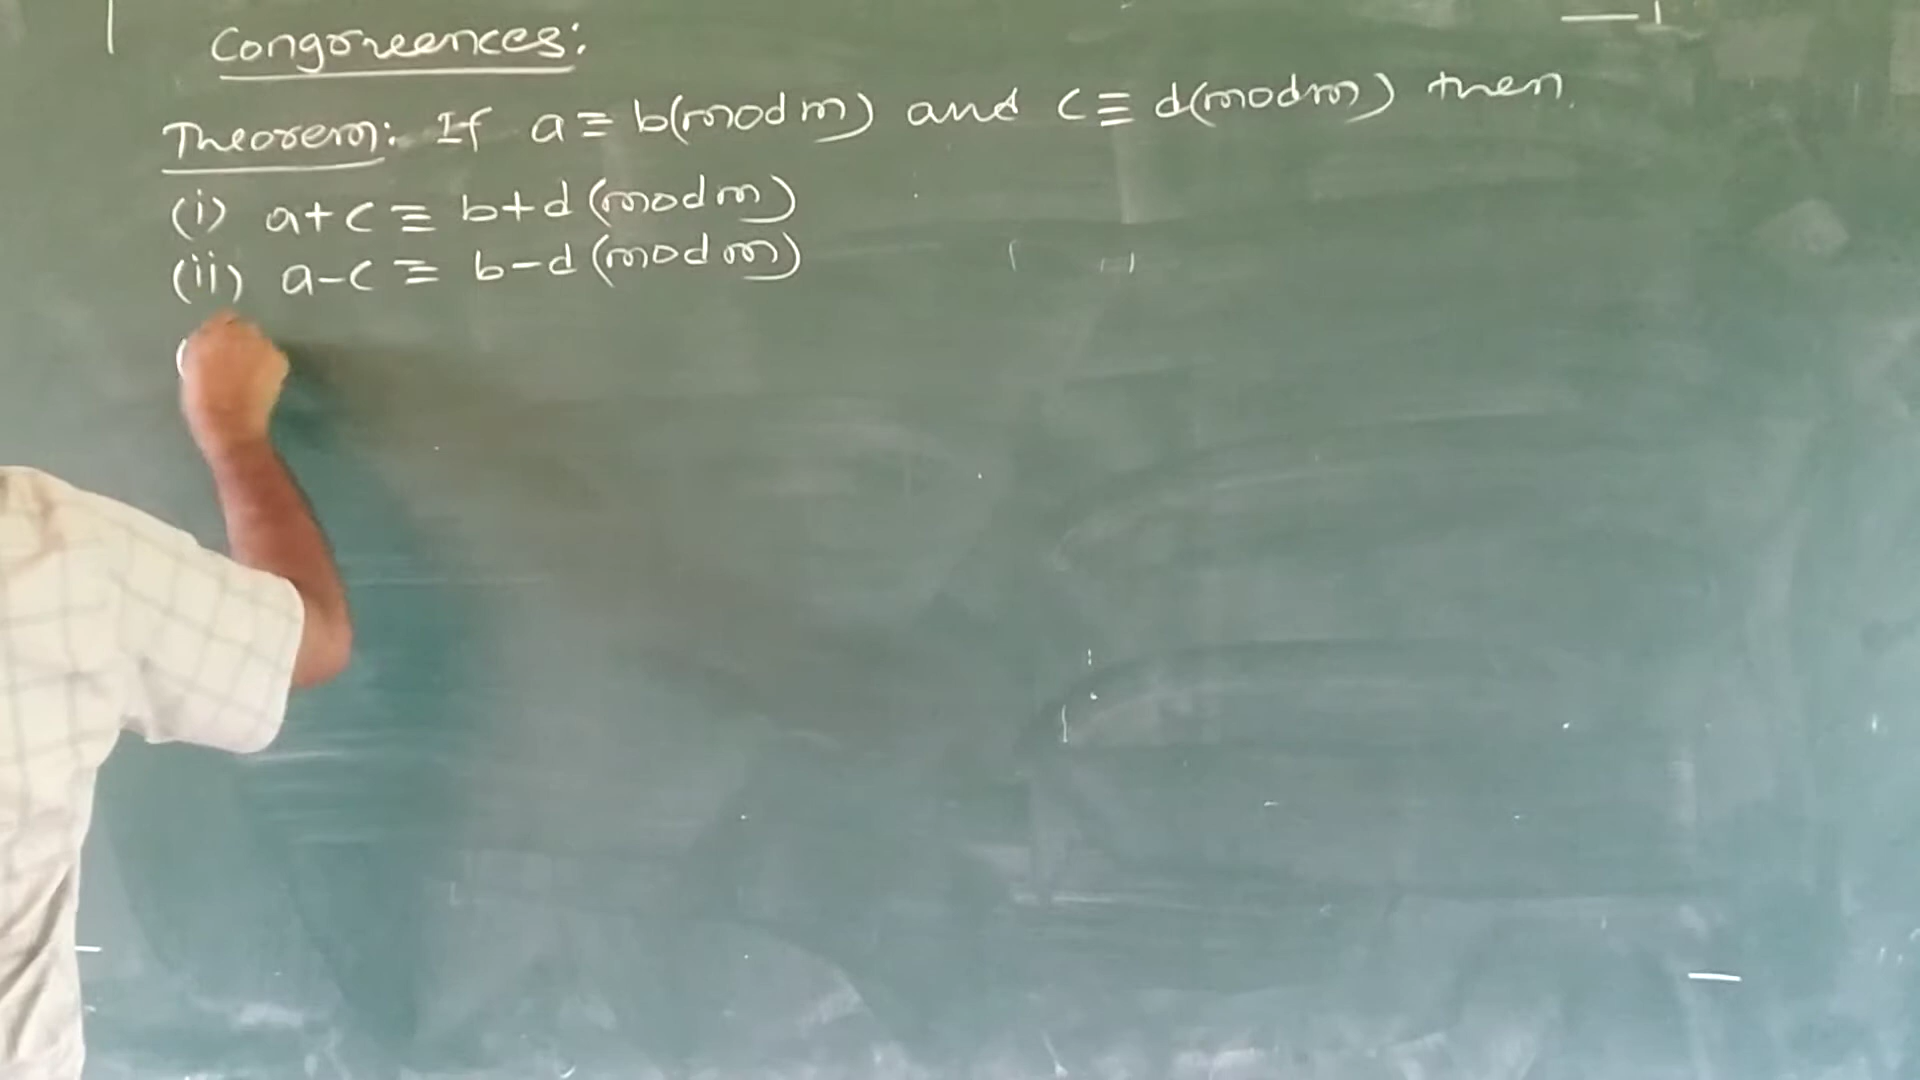 Congoreences:
Theorem: If a ≡ b(mod m) and c ≡ d(mod m) then.
(i) a+c ≡ b+d (mod m)
(ii) a-c ≡ b-d (mod m)
(